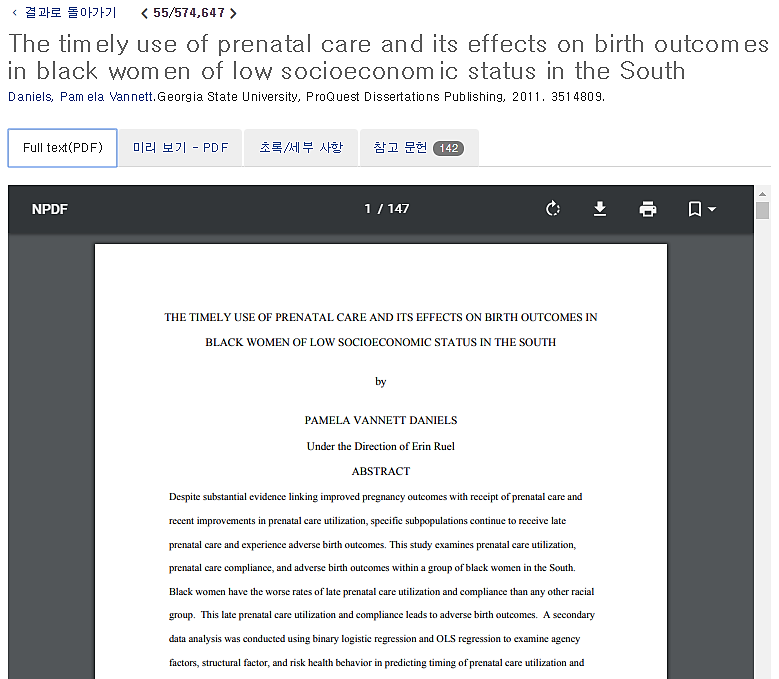 결과로 돌아가기 55/574,647
The timely use of prenatal care and its effects on birth outcomes
in black women of low socioeconomic status in the South
Daniels, Pamela Vannett.Georgia State University, ProQuest Dissertations Publishing, 2011. 3514809.
Full text(PDF) 미리 보기 - PDF 초록/세부 사항 참고 문헌 142
NPDF 1 / 147
THE TIMELY USE OF PRENATAL CARE AND ITS EFFECTS ON BIRTH OUTCOMES IN
BLACK WOMEN OF LOW SOCIOECONOMIC STATUS IN THE SOUTH
by
PAMELA VANNETT DANIELS
Under the Direction of Erin Ruel
ABSTRACT
Despite substantial evidence linking improved pregnancy outcomes with receipt of prenatal care and
recent improvements in prenatal care utilization, specific subpopulations continue to receive late
prenatal care and experience adverse birth outcomes. This study examines prenatal care utilization,
prenatal care compliance, and adverse birth outcomes within a group of black women in the South.
Black women have the worse rates of late prenatal care utilization and compliance than any other racial
group. This late prenatal care utilization and compliance leads to adverse birth outcomes. A secondary
data analysis was conducted using binary logistic regression and OLS regression to examine agency
factors, structural factor, and risk health behavior in predicting timing of prenatal care utilization and